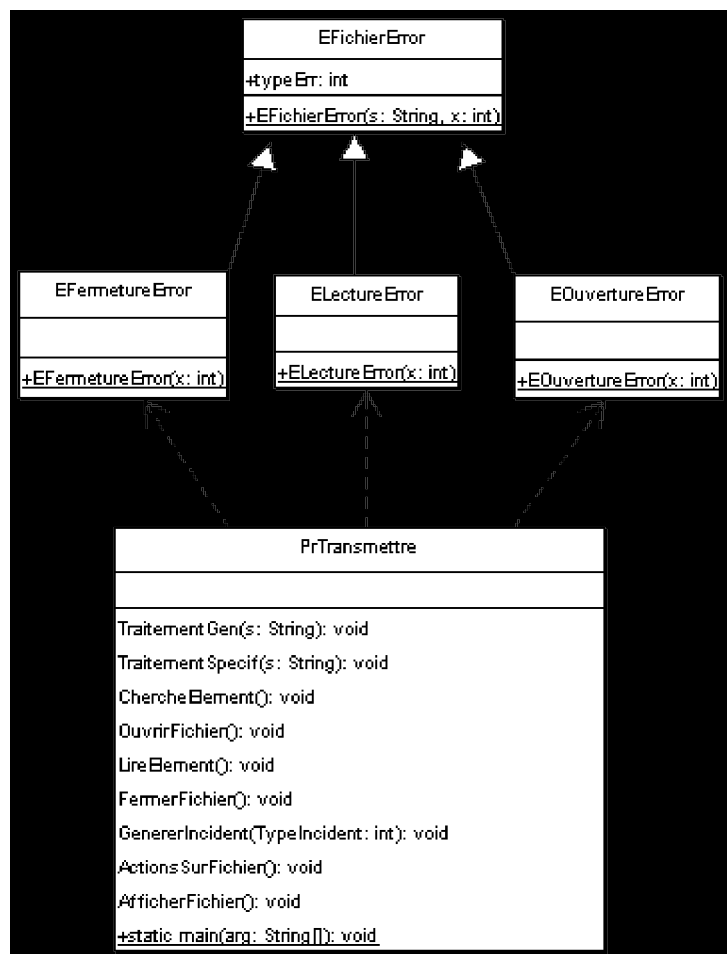 EFichierError
+typeErr: int
+EFichierError(s: String, x: int)
EFermetureError
+EFermetureError(x: int)
ELectureError
+ELectureError(x: int)
EOuvertureError
+EOuvertureError(x: int)
PrTransmettre
TraitementGen(s: String): void
TraitementSpecif(s: String): void
ChercheElement(): void
OuvrirFichier(): void
LireElement(): void
FermerFichier(): void
GenererIncident(TypeIncident: int): void
ActionsSurFichier(): void
AfficherFichier(): void
+static main(arg: String[]): void